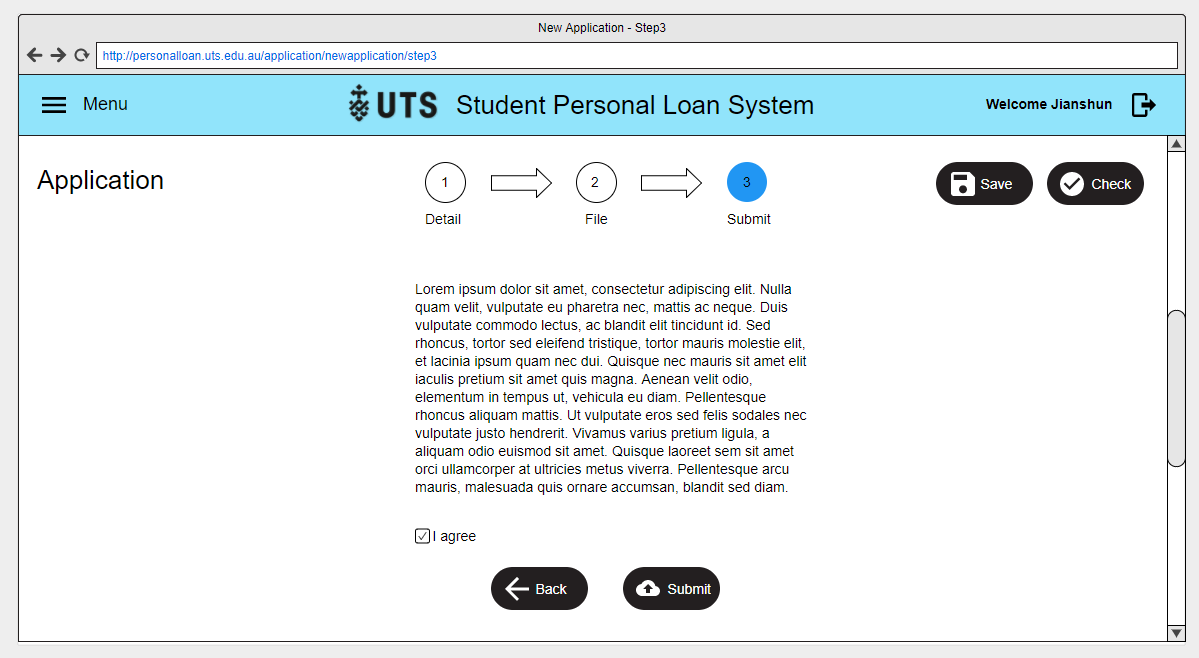 New Application - Step3
http://personalloan.uts.edu.au/application/newapplication/step3
Menu
UTS
Student Personal Loan System
Welcome Jianshun
Application
1
2
3
Detail
File
Submit
Save
Check
Lorem ipsum dolor sit amet, consectetur adipiscing elit. Nulla
quam velit, vulputate eu pharetra nec, mattis ac neque. Duis
vulputate commodo lectus, ac blandit elit tincidunt id. Sed
rhoncus, tortor sed eleifend tristique, tortor mauris molestie elit,
et lacinia ipsum quam nec dui. Quisque nec mauris sit amet elit
iaculis pretium sit amet quis magna. Aenean velit odio,
elementum in tempus ut, vehicula eu diam. Pellentesque
rhoncus aliquam mattis. Ut vulputate eros sed felis sodales nec
vulputate justo hendrerit. Vivamus varius pretium ligula, a
aliquam odio euismod sit amet. Quisque laoreet sem sit amet
orci ullamcorper at ultricies metus viverra. Pellentesque arcu
mauris, malesuada quis ornare accumsan, blandit sed diam.
I agree
Back
Submit